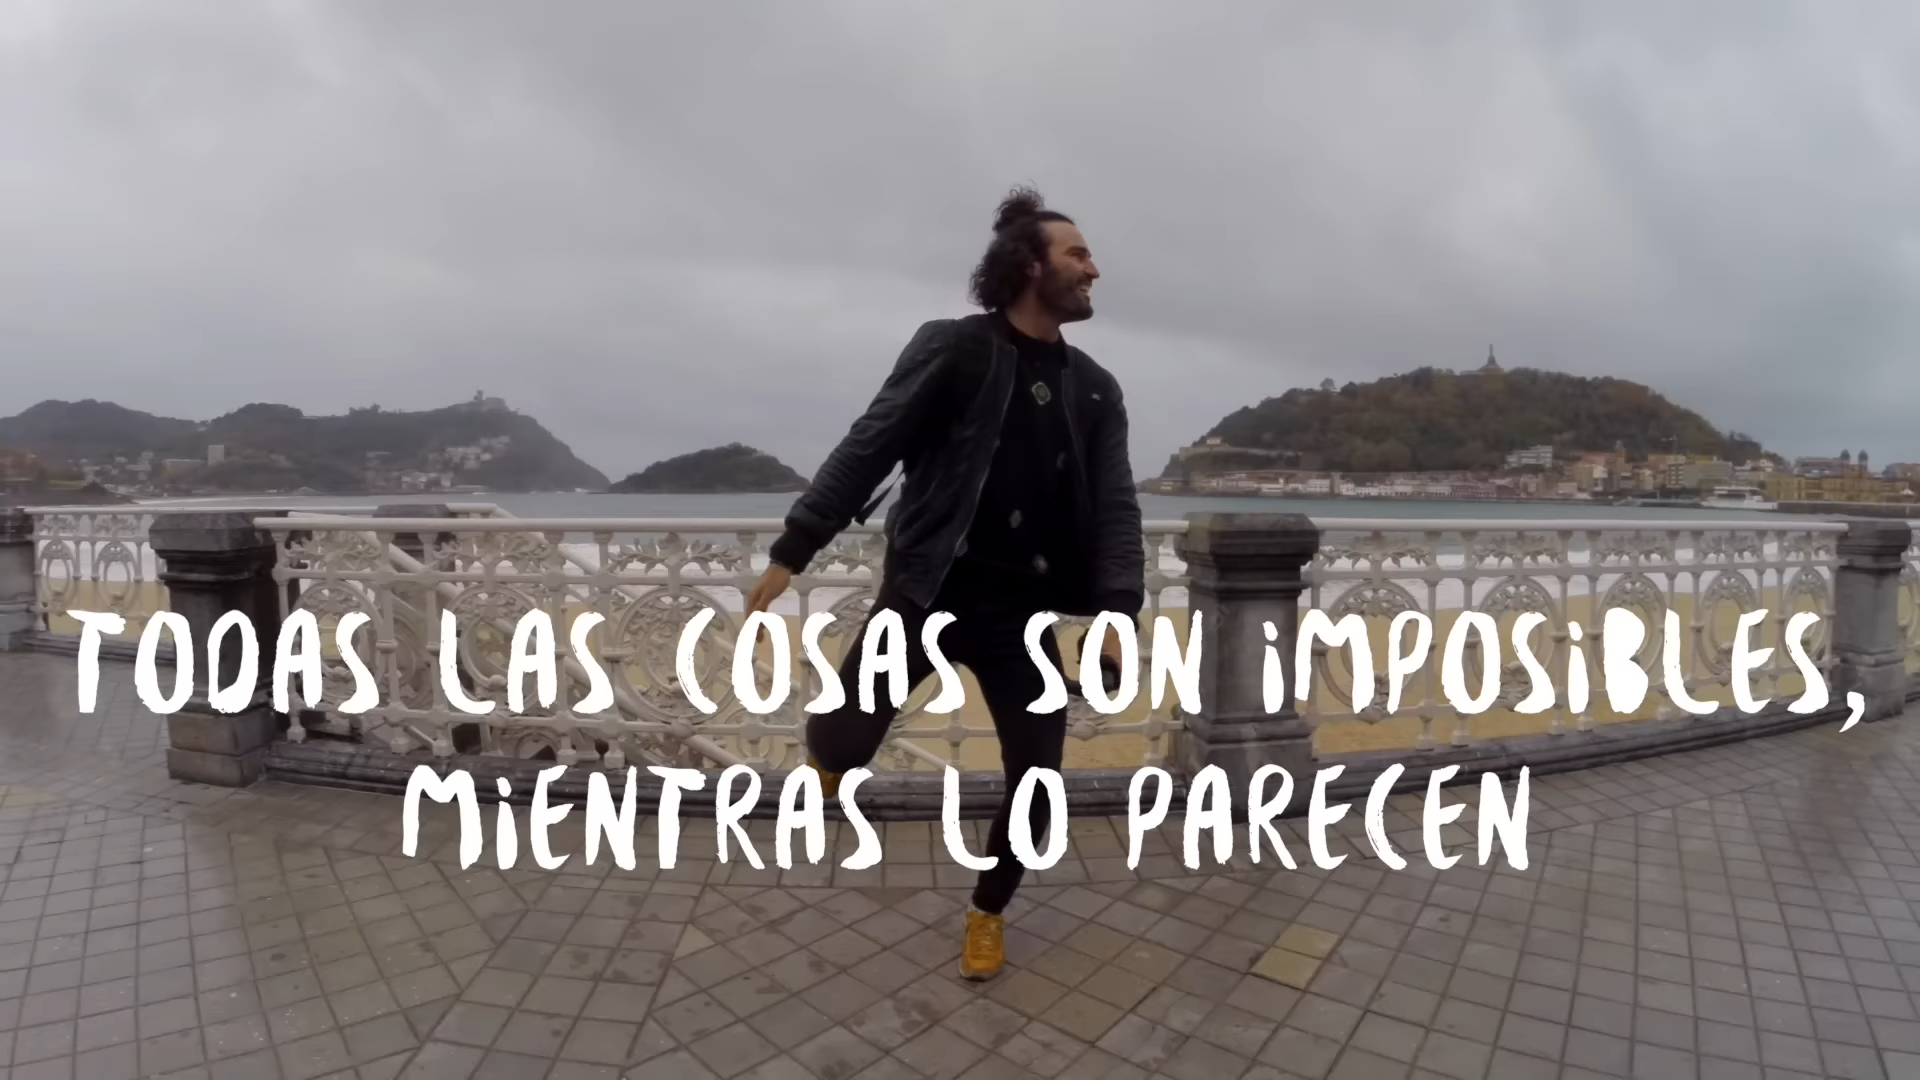 TODAS LAS COSAS SON iMPOSiBLES,
MiENTRAS LO PARECEN